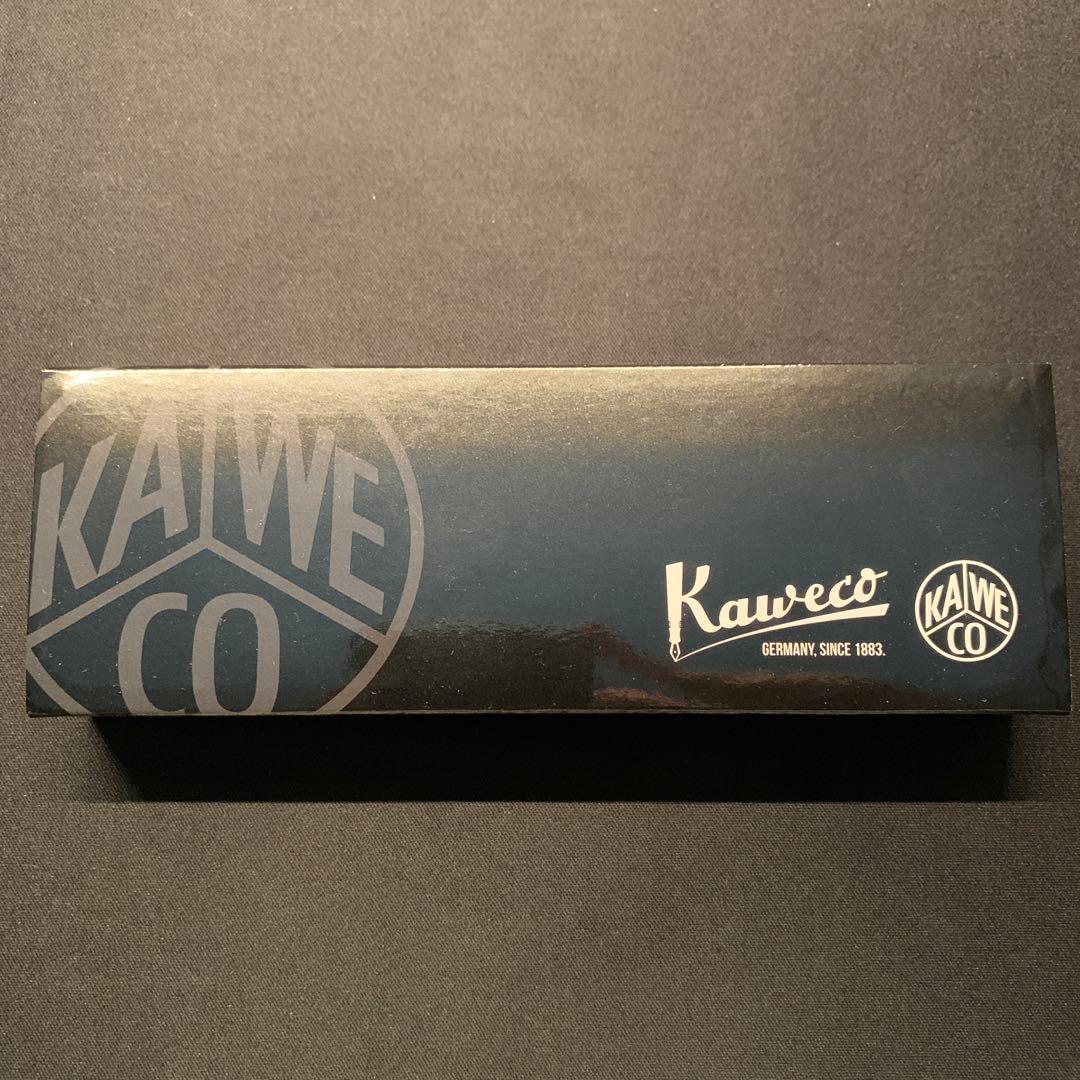 KAWE
CO
Kaweco
GERMANY, SINCE 1883.
KAWE
CO